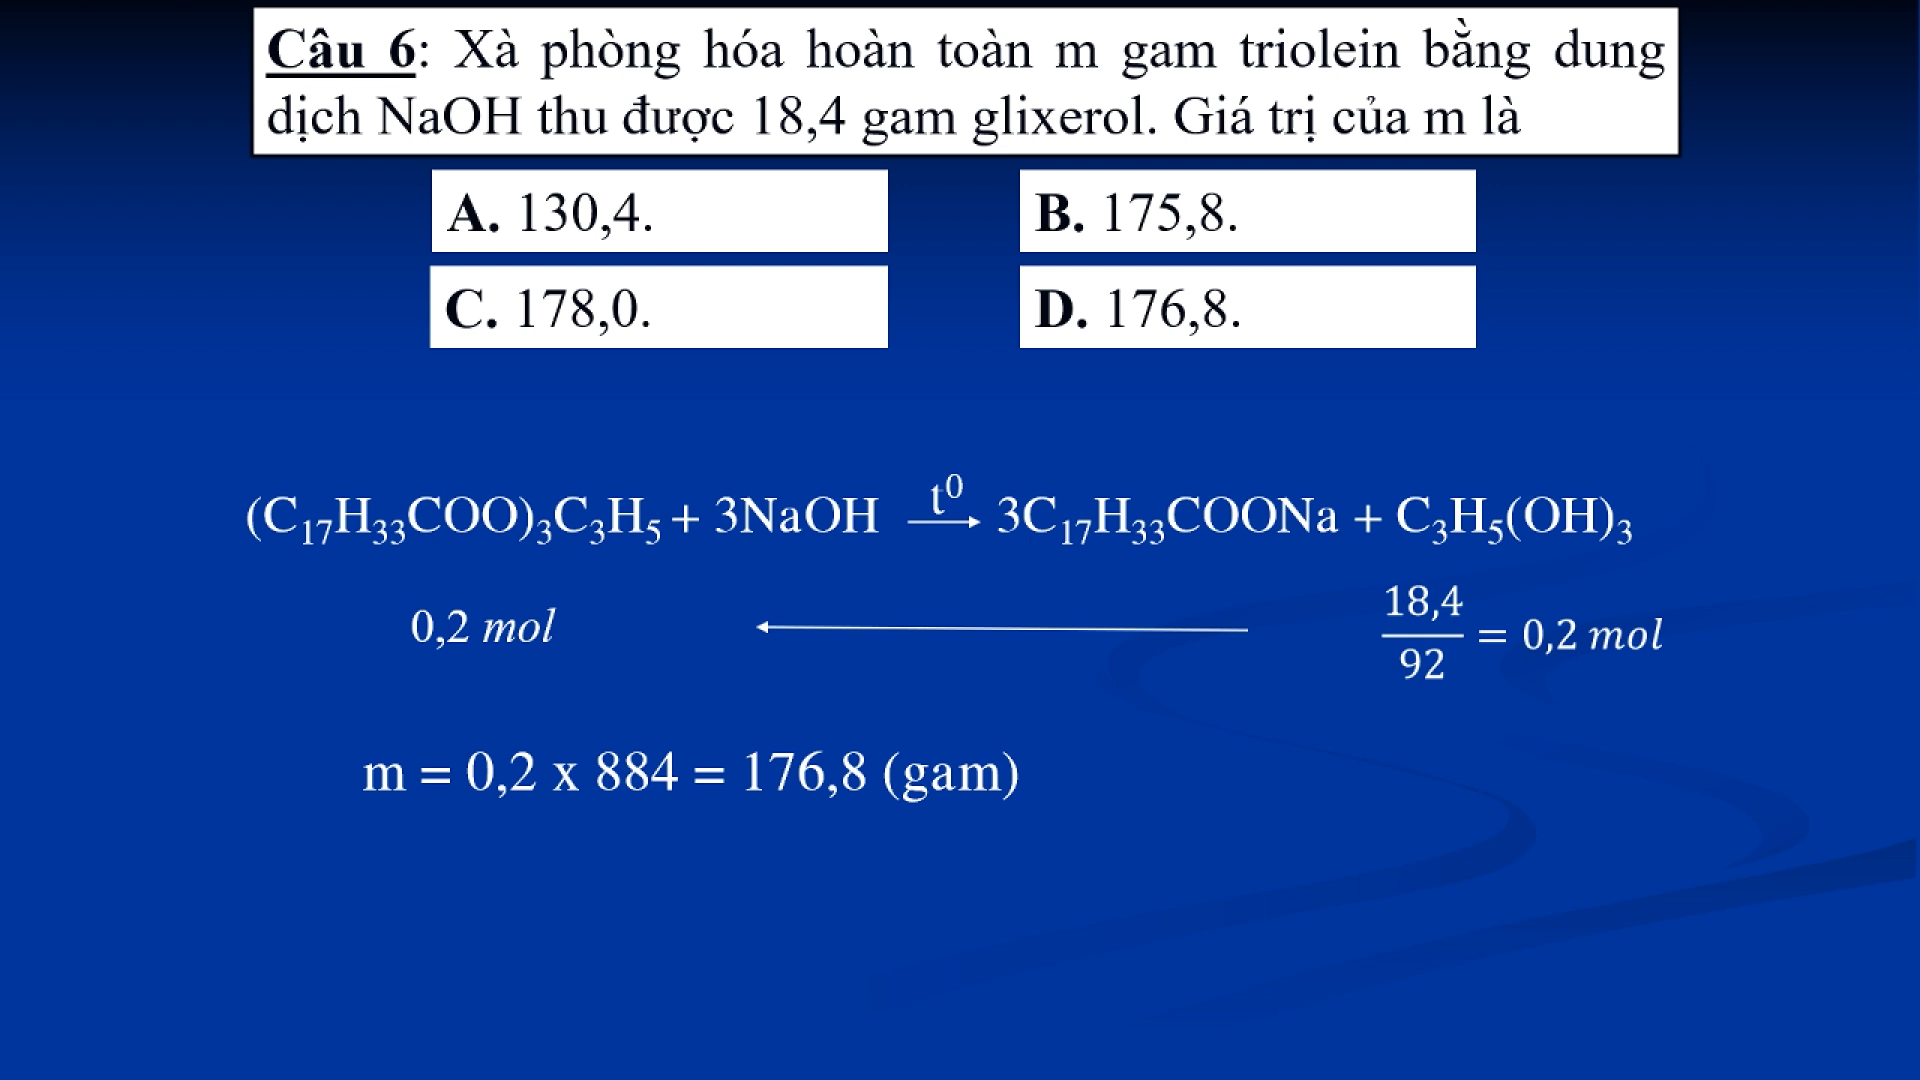 Câu 6: Xà phòng hóa hoàn toàn m gam triolein bằng dung
dịch NaOH thu được 18,4 gam glixerol. Giá trị của m là
A. 130,4.
B. 175,8.
C. 178,0.
D. 176,8.
(C₁₇H₃₃COO)₃C₃H₅ + 3NaOH \xrightarrow{t⁰} 3C₁₇H₃₃COONa + C₃H₅(OH)₃
0,2 mol ← \frac{18,4}{92} = 0,2 mol
m = 0,2 x 884 = 176,8 (gam)